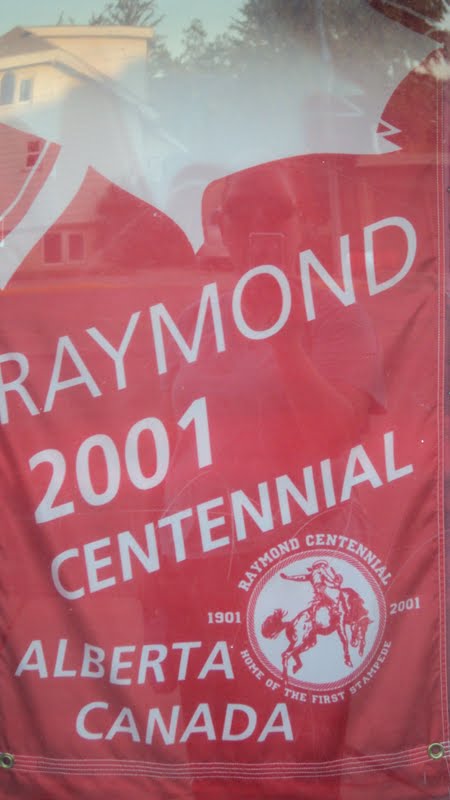 RAYMOND
2001
CENTENNIAL
RAYMOND CENTENNIAL
1901 2001
HOME OF THE FIRST STAMPEDE
ALBERTA
CANADA